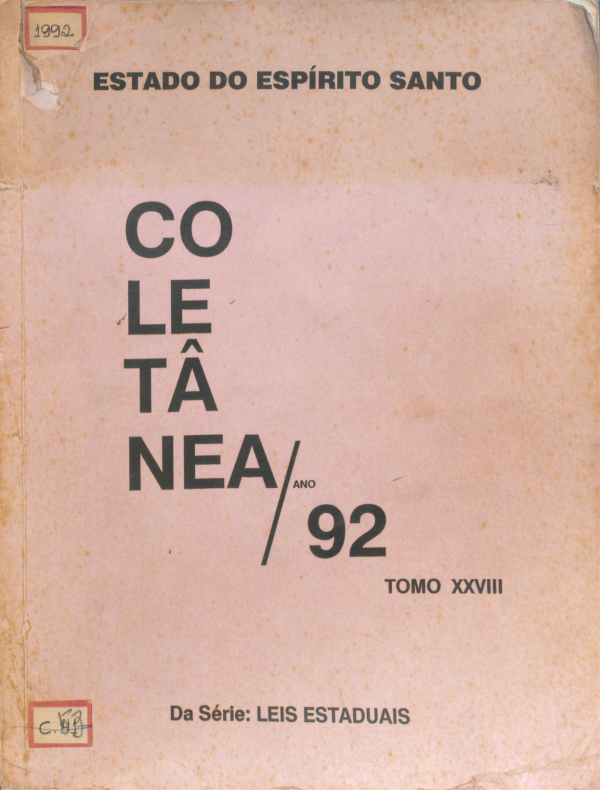 1992
ESTADO DO ESPÍRITO SANTO
CO
LE
TÂ
NEA/
ANO
92
TOMO XXVIII
Da Série: LEIS ESTADUAIS